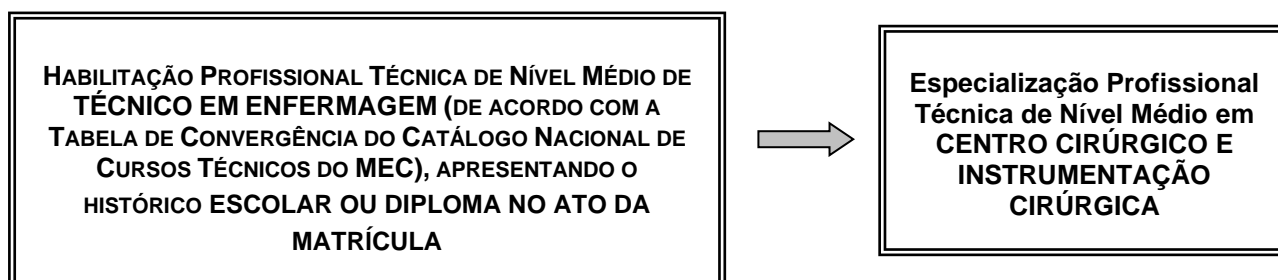 HABILITAÇÃO PROFISSIONAL TÉCNICA DE NÍVEL MÉDIO DE
TÉCNICO EM ENFERMAGEM (DE ACORDO COM A
TABELA DE CONVERGÊNCIA DO CATÁLOGO NACIONAL DE
CURSOS TÉCNICOS DO MEC), APRESENTANDO O
HISTÓRICO ESCOLAR OU DIPLOMA NO ATO DA
MATRÍCULA
Especialização Profissional
Técnica de Nível Médio em
CENTRO CIRÚRGICO E
INSTRUMENTAÇÃO
CIRÚRGICA